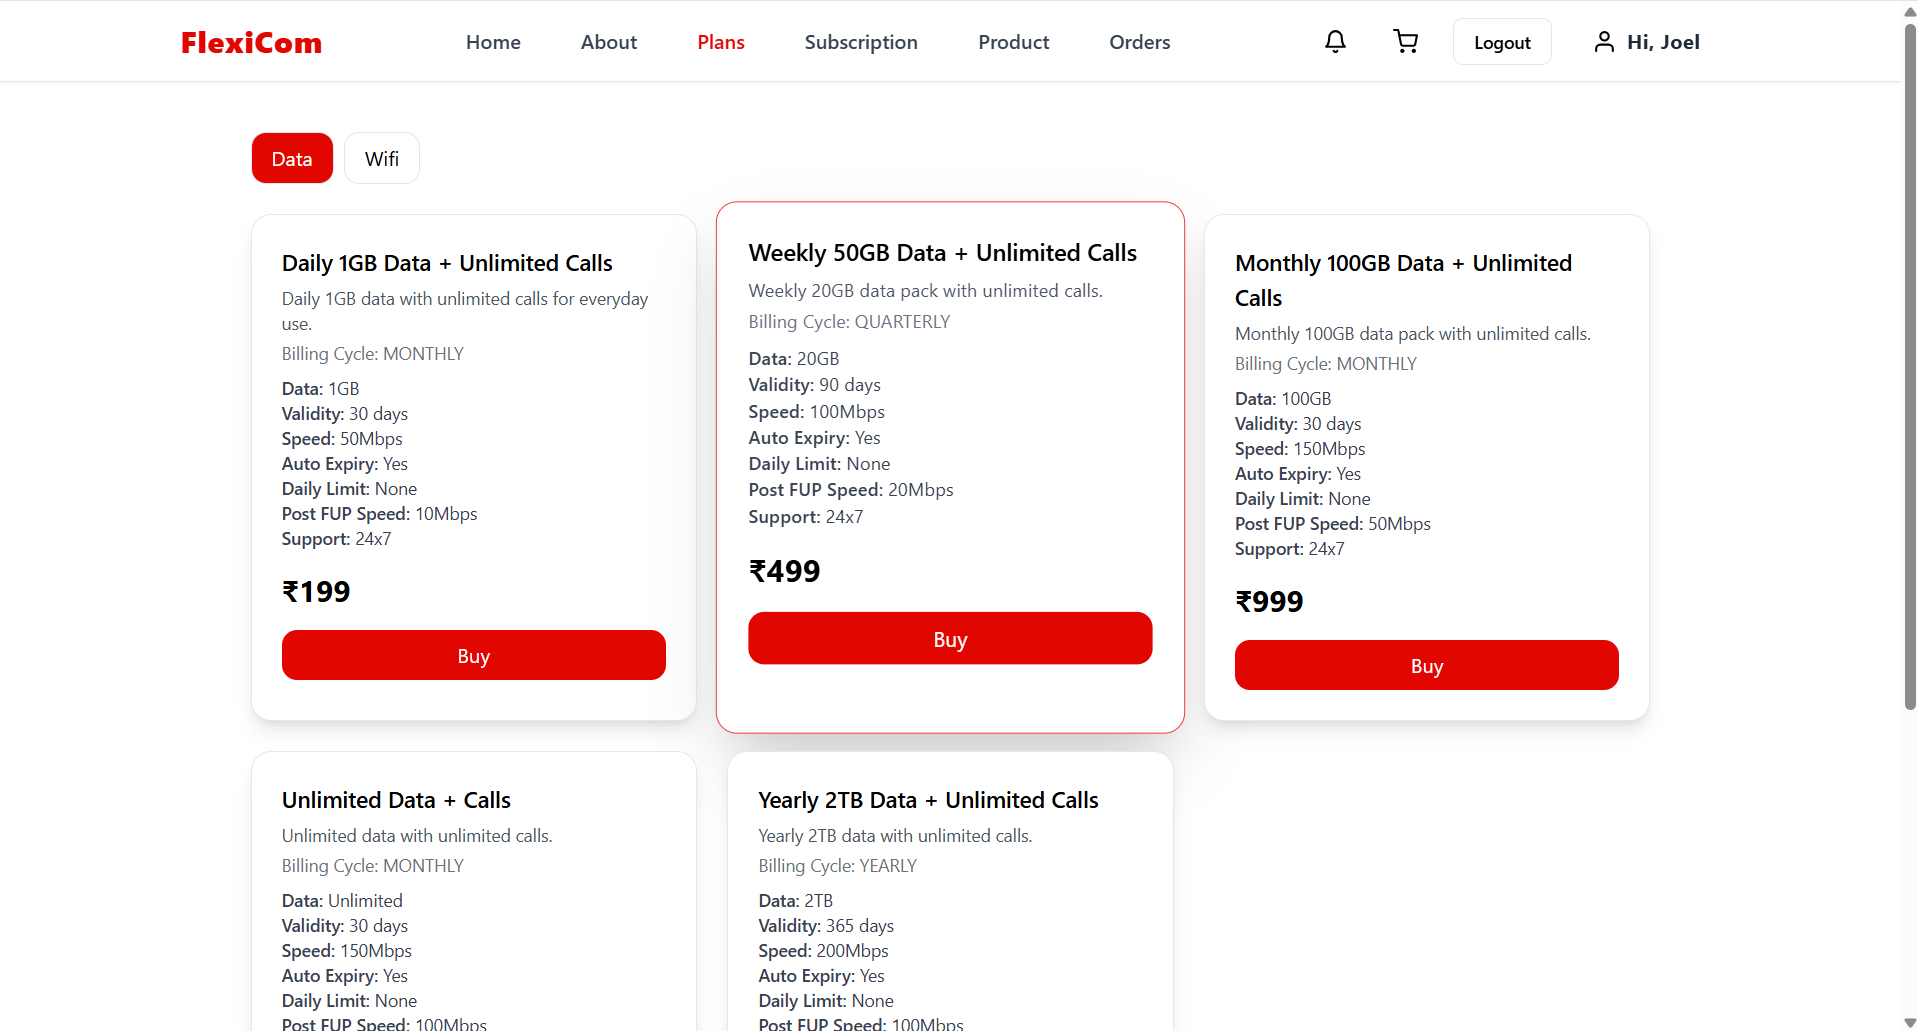 FlexiCom
Home
About
Plans
Subscription
Product
Orders
Logout
Hi, Joel
Data
Wifi
Daily 1GB Data + Unlimited Calls
Daily 1GB data with unlimited calls for everyday
use.
Billing Cycle: MONTHLY
Data: 1GB
Validity: 30 days
Speed: 50Mbps
Auto Expiry: Yes
Daily Limit: None
Post FUP Speed: 10Mbps
Support: 24x7
₹199
Buy
Weekly 50GB Data + Unlimited Calls
Weekly 20GB data pack with unlimited calls.
Billing Cycle: QUARTERLY
Data: 20GB
Validity: 90 days
Speed: 100Mbps
Auto Expiry: Yes
Daily Limit: None
Post FUP Speed: 20Mbps
Support: 24x7
₹499
Buy
Monthly 100GB Data + Unlimited
Calls
Monthly 100GB data pack with unlimited calls.
Billing Cycle: MONTHLY
Data: 100GB
Validity: 30 days
Speed: 150Mbps
Auto Expiry: Yes
Daily Limit: None
Post FUP Speed: 50Mbps
Support: 24x7
₹999
Buy
Unlimited Data + Calls
Unlimited data with unlimited calls.
Billing Cycle: MONTHLY
Data: Unlimited
Validity: 30 days
Speed: 150Mbps
Auto Expiry: Yes
Daily Limit: None
Post FUP Speed: 100Mbps
Yearly 2TB Data + Unlimited Calls
Yearly 2TB data with unlimited calls.
Billing Cycle: YEARLY
Data: 2TB
Validity: 365 days
Speed: 200Mbps
Auto Expiry: Yes
Daily Limit: None
Post FUP Speed: 100Mbps